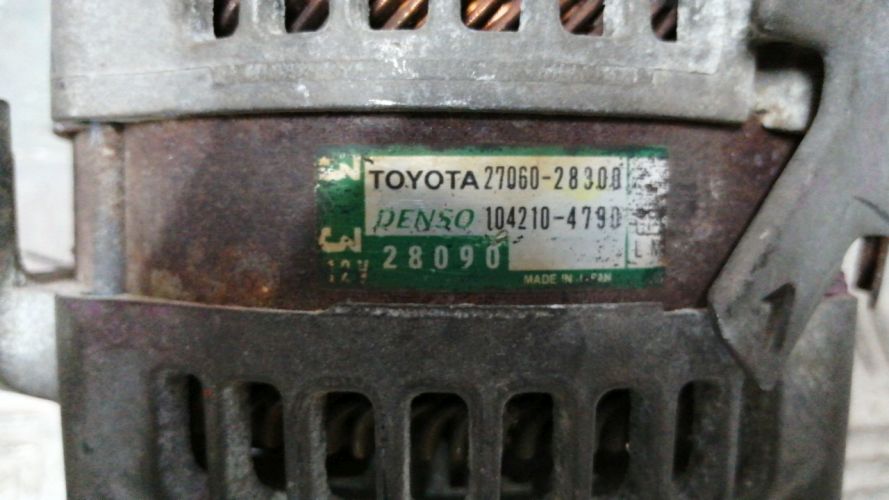 TOYOTA 27060-28300
DENSO 104210-4790
28090
12V
MADE IN JAPAN